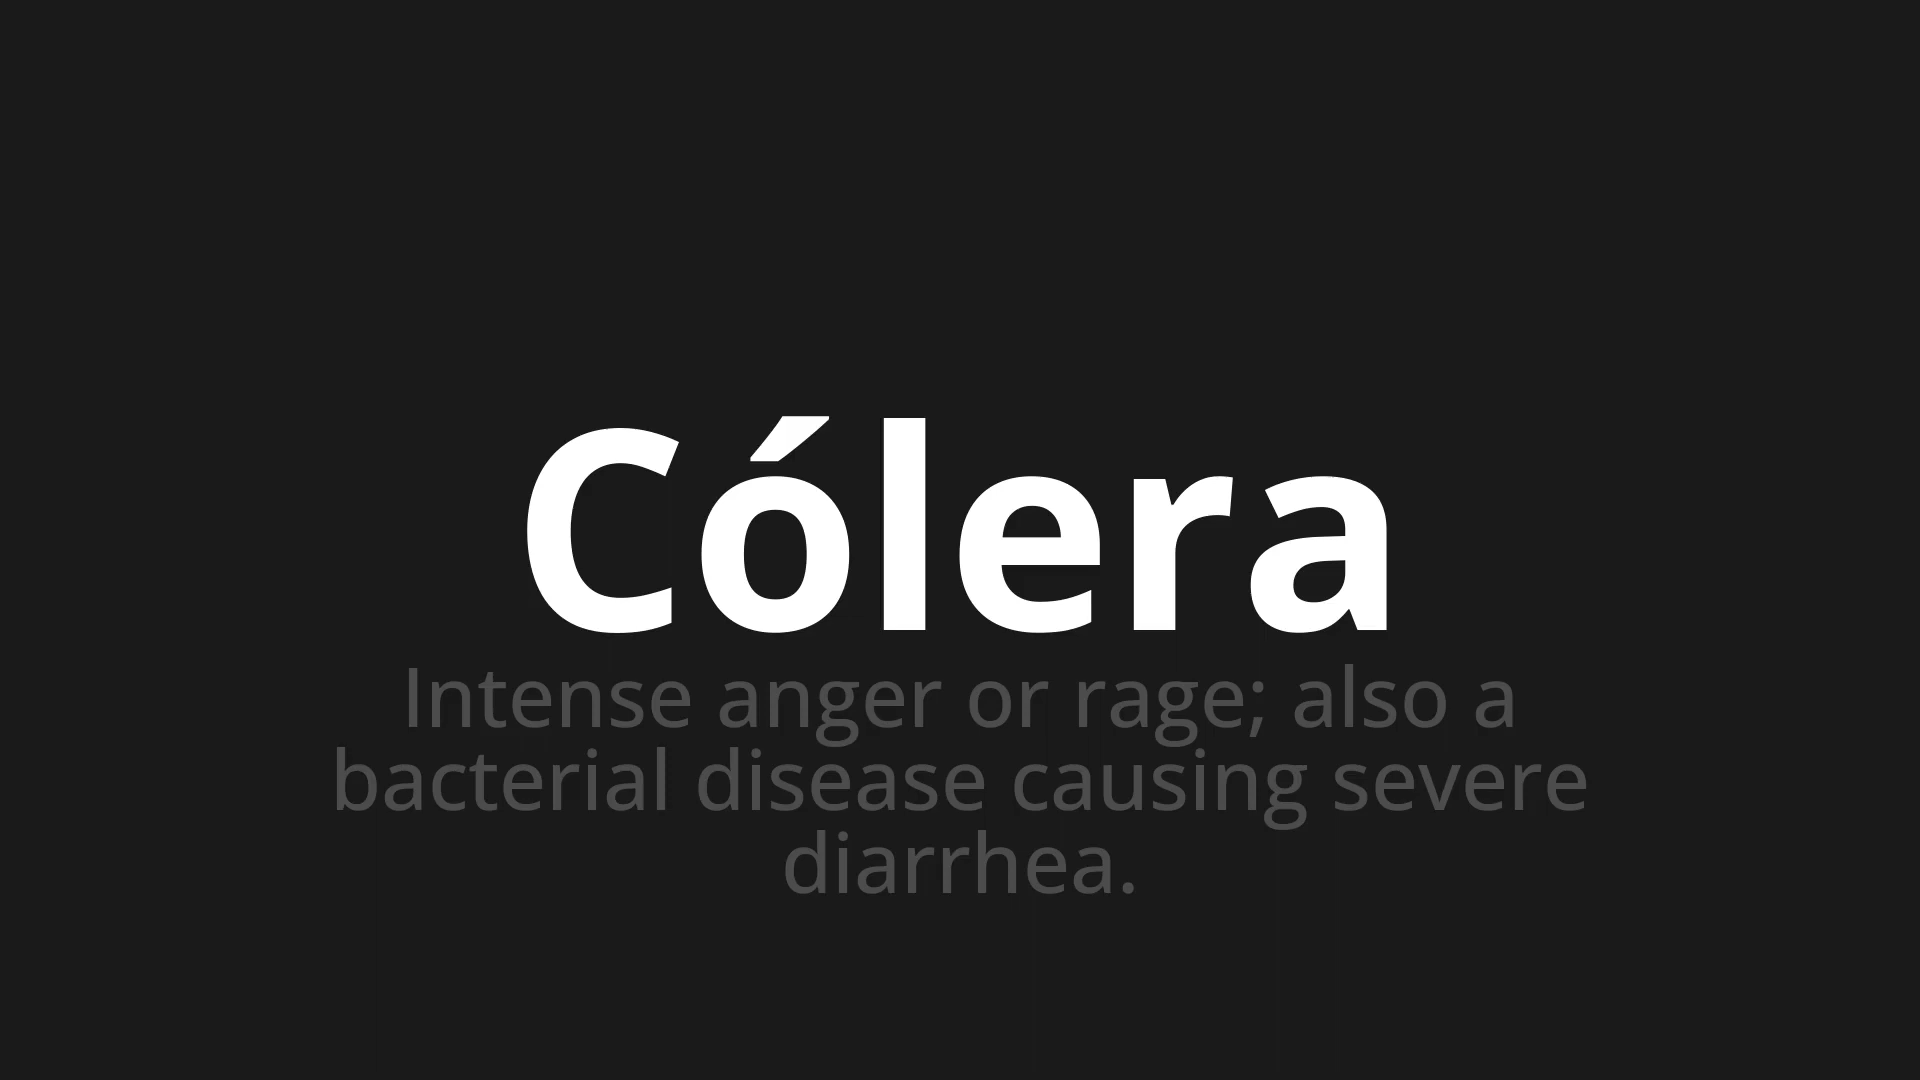 Cólera
Intense anger or rage; also a
bacterial disease causing severe
diarrhea.